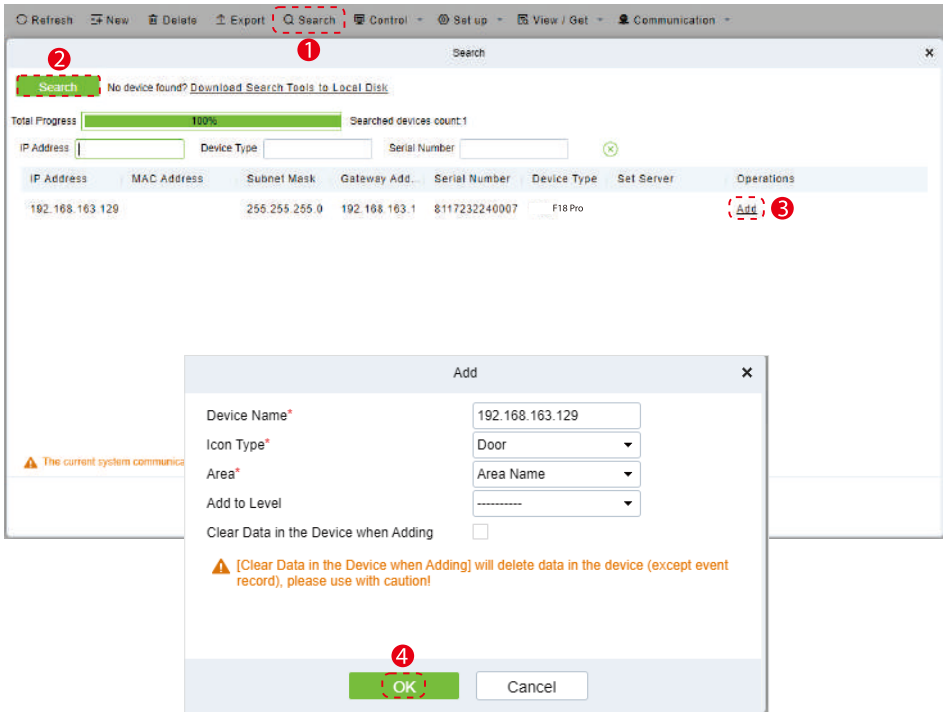 Refresh New Delete Export Search Control Set up View / Get Communication
1
Search
2
Search No device found? Download Search Tools to Local Disk
Total Progress 100% Searched devices count:1
IP Address Device Type Serial Number
IP Address MAC Address Subnet Mask Gateway Add... Serial Number Device Type Set Server Operations
192.168.163.129 255.255.255.0 192.168.163.1 8117232240007 F18 Pro Add 3
Add
Device Name* 192.168.163.129
Icon Type* Door
Area* Area Name
The current system communica
Add to Level ----------
Clear Data in the Device when Adding
[Clear Data in the Device when Adding] will delete data in the device (except event
record), please use with caution!
4
OK Cancel